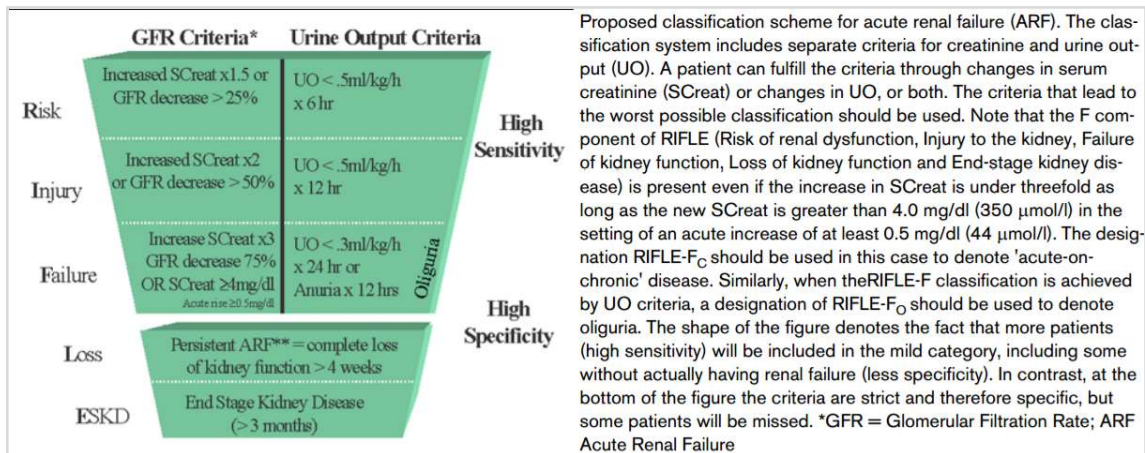 GFR Criteria* Urine Output Criteria
Increased SCreat x1.5 or
GFR decrease > 25%
UO < .5ml/kg/h
x 6 hr
Risk
High
Sensitivity
Increased SCreat x2
or GFR decrease > 50%
UO < .5ml/kg/h
x 12 hr
Injury
Increase SCreat x3
GFR decrease 75%
OR SCreat ≥4mg/dl
Acute rise ≥0.5mg/dl
UO < .3ml/kg/h
x 24 hr or
Anuria x 12 hrs
Oliguria
Failure
High
Specificity
Persistent ARF** = complete loss
of kidney function > 4 weeks
Loss
End Stage Kidney Disease
(> 3 months)
ESKD
Proposed classification scheme for acute renal failure (ARF). The clas-
sification system includes separate criteria for creatinine and urine out-
put (UO). A patient can fulfill the criteria through changes in serum
creatinine (SCreat) or changes in UO, or both. The criteria that lead to
the worst possible classification should be used. Note that the F com-
ponent of RIFLE (Risk of renal dysfunction, Injury to the kidney, Failure
of kidney function, Loss of kidney function and End-stage kidney dis-
ease) is present even if the increase in SCreat is under threefold as
long as the new SCreat is greater than 4.0 mg/dl (350 μmol/l) in the
setting of an acute increase of at least 0.5 mg/dl (44 μmol/l). The desig-
nation RIFLE-FC should be used in this case to denote 'acute-on-
chronic' disease. Similarly, when theRIFLE-F classification is achieved
by UO criteria, a designation of RIFLE-FO should be used to denote
oliguria. The shape of the figure denotes the fact that more patients
(high sensitivity) will be included in the mild category, including some
without actually having renal failure (less specificity). In contrast, at the
bottom of the figure the criteria are strict and therefore specific, but
some patients will be missed. *GFR = Glomerular Filtration Rate; ARF
Acute Renal Failure